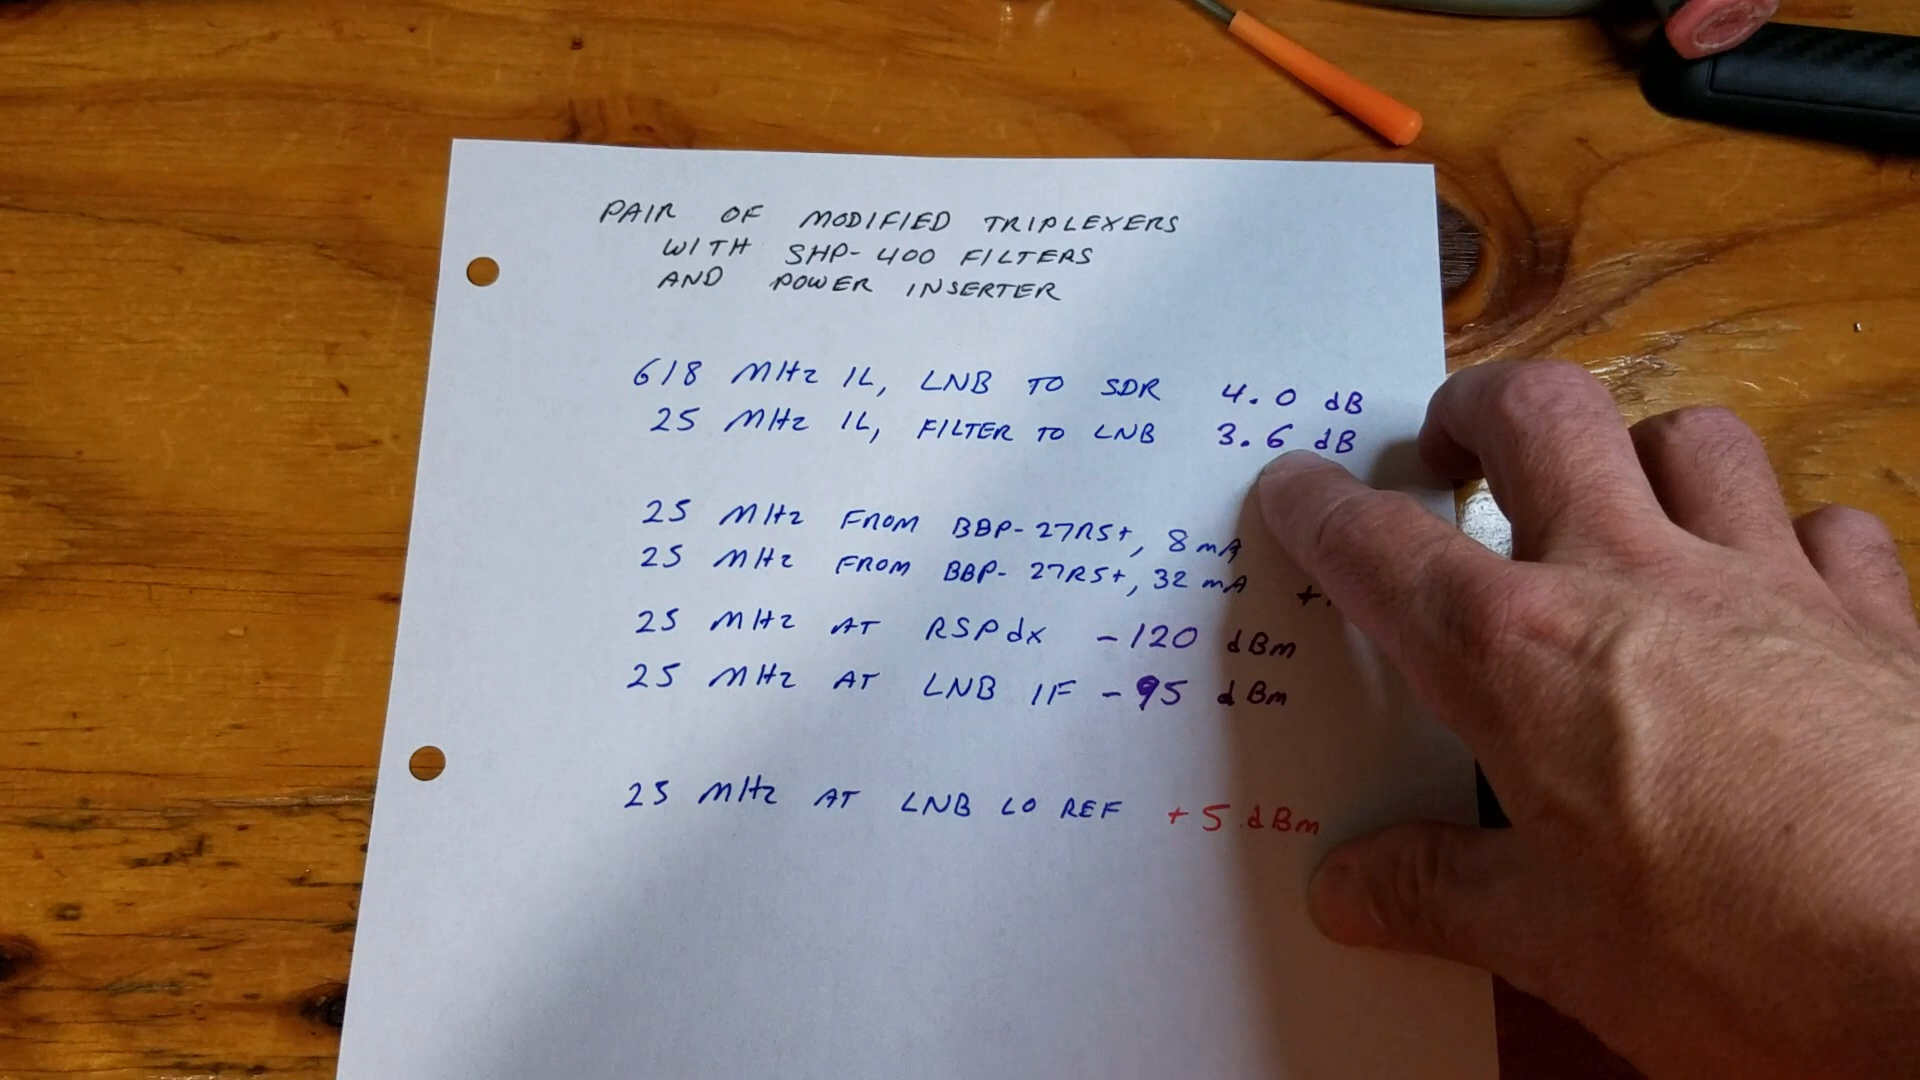 PAIR OF MODIFIED TRIPLEXERS
WITH SHP-400 FILTERS
AND POWER INSERTER
618 MHz IL, LNB TO SDR 4.0 dB
25 MHz IL, FILTER TO LNB 3.6 dB
25 MHz FROM BBP-27RS+, 8 mA
25 MHz FROM BBP-27RS+, 32 mA +
25 MHz AT RSPdx -120 dBm
25 MHz AT LNB IF -95 dBm
25 MHz AT LNB LO REF +5 dBm